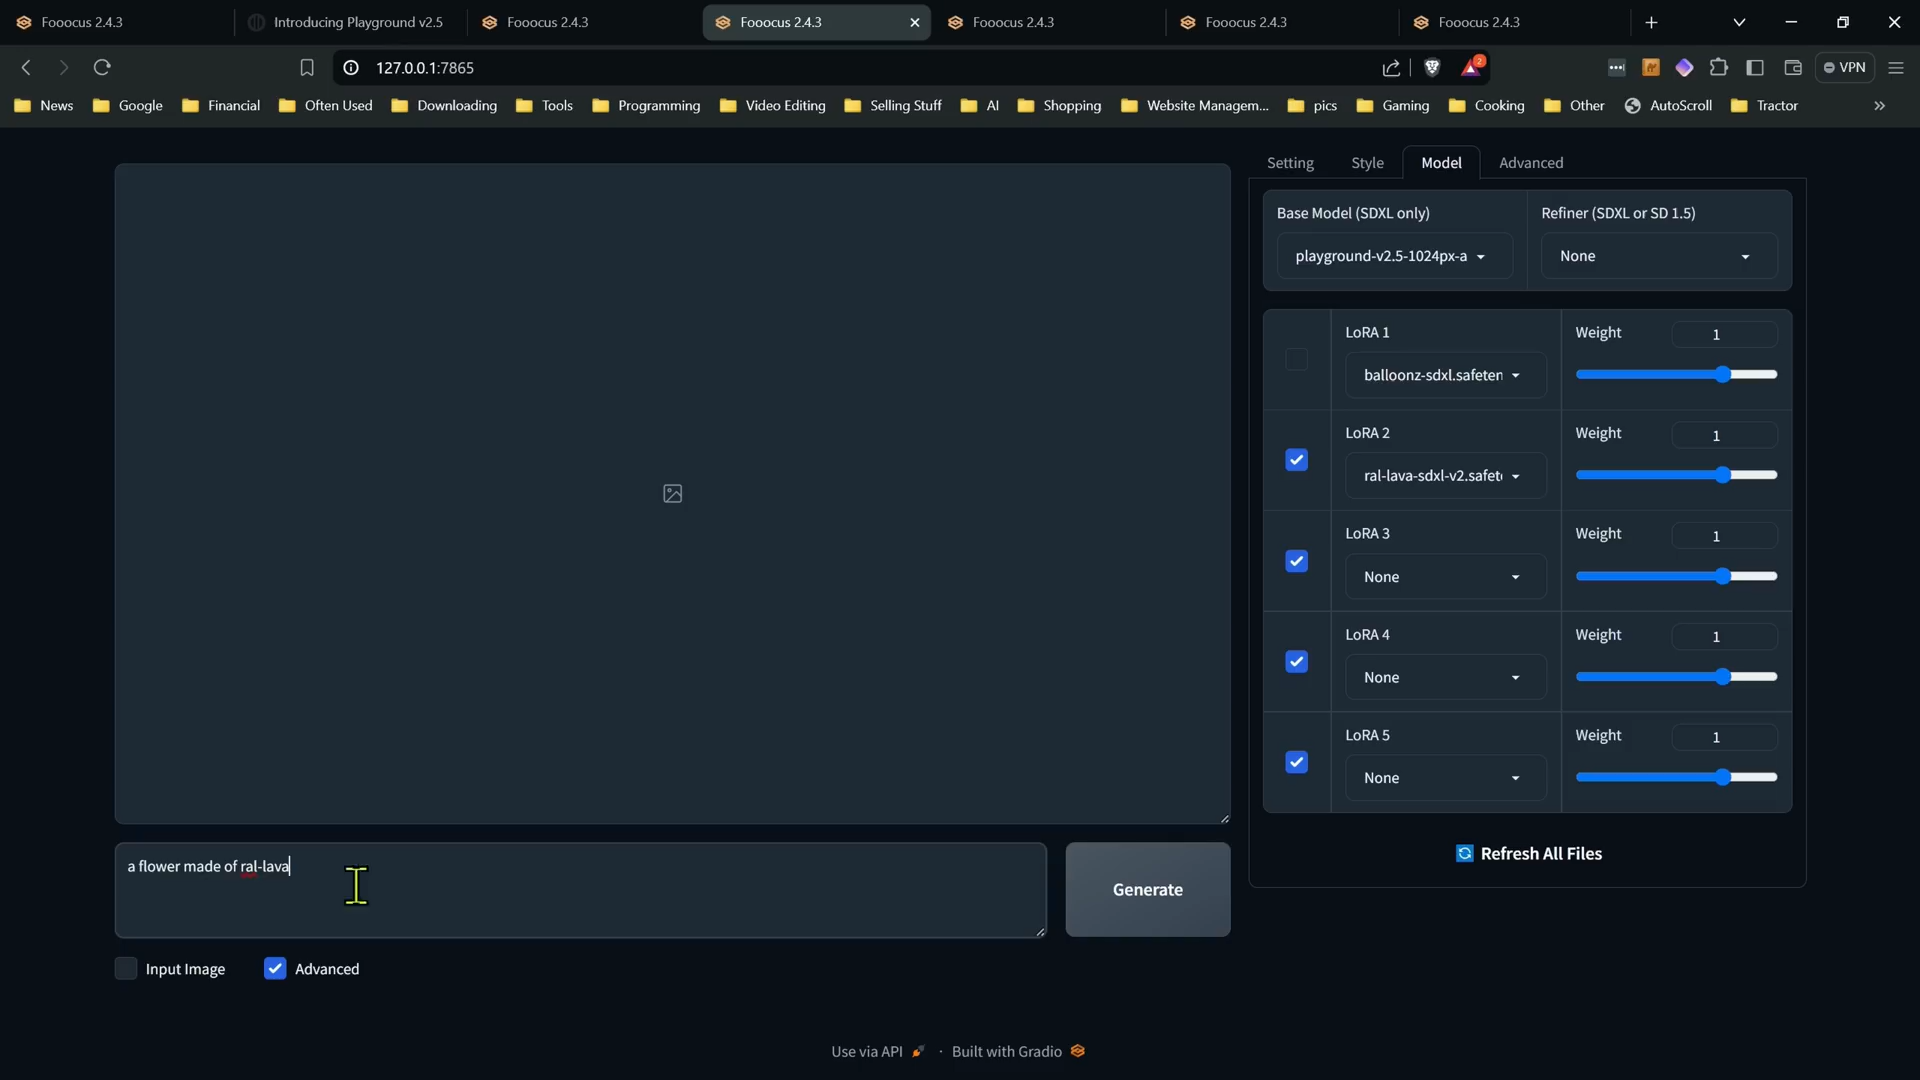 Fooocus 2.4.3
Introducing Playground v2.5
Fooocus 2.4.3
Fooocus 2.4.3
Fooocus 2.4.3
Fooocus 2.4.3
Fooocus 2.4.3
127.0.0.1:7865
2
VPN
News
Google
Financial
Often Used
Downloading
Tools
Programming
Video Editing
Selling Stuff
AI
Shopping
Website Managem...
pics
Gaming
Cooking
Other
AutoScroll
Tractor
Setting
Style
Model
Advanced
Base Model (SDXL only)
playground-v2.5-1024px-a
Refiner (SDXL or SD 1.5)
None
LoRA 1
balloonz-sdxl.safeten
Weight
1
LoRA 2
ral-lava-sdxl-v2.safet
Weight
1
LoRA 3
None
Weight
1
LoRA 4
None
Weight
1
LoRA 5
None
Weight
1
Refresh All Files
a flower made of ral-lava
Generate
Input Image
Advanced
Use via API · Built with Gradio